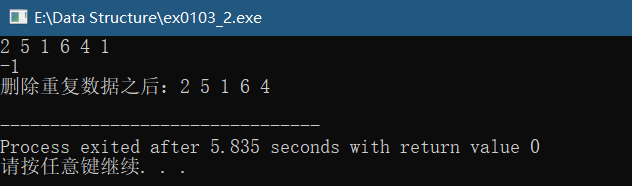 E:\Data Structure\ex0103_2.exe
2 5 1 6 4 1
-1
删除重复数据之后：2 5 1 6 4
--------------------------------
Process exited after 5.835 seconds with return value 0
请按任意键继续. . .